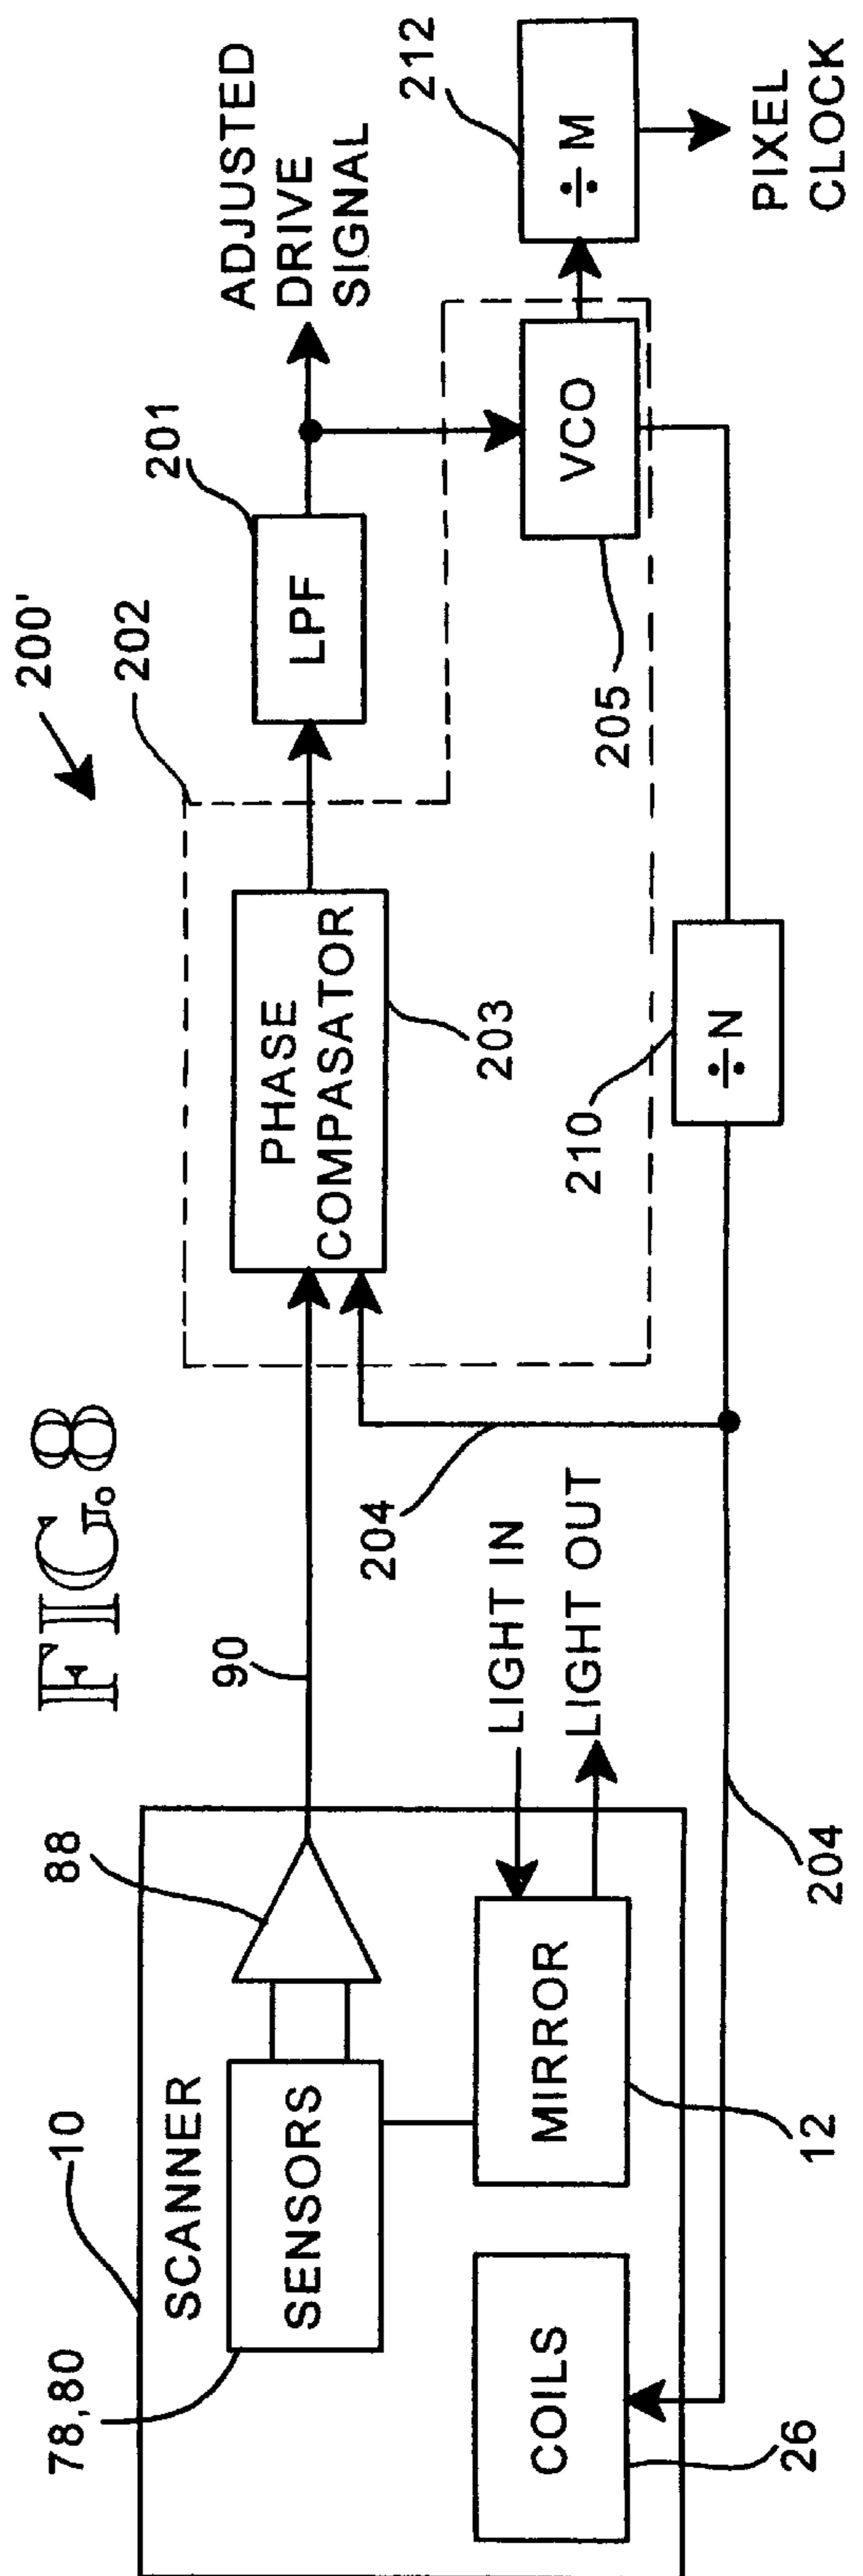 FIG. 8
200'
10
SCANNER
78,80
SENSORS
88
90
202
PHASE
COMPASATOR
203
201
LPF
ADJUSTED
DRIVE
SIGNAL
212
÷ M
PIXEL
CLOCK
VCO
205
210
÷N
204
LIGHT IN
LIGHT OUT
MIRROR
12
COILS
26
204